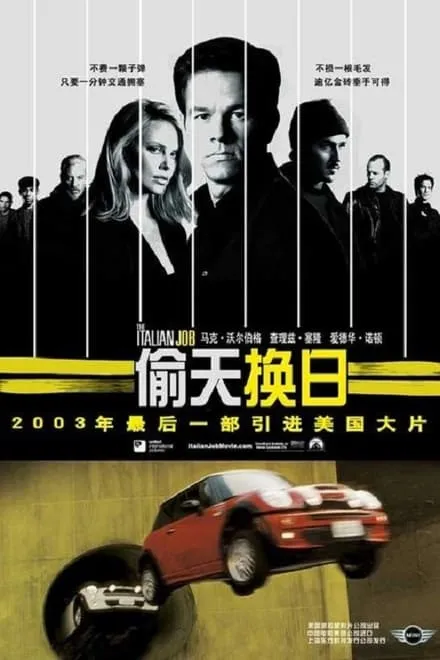 不费一颗子弹
只要一分钟交通拥塞
不损一根毛发
逾亿金砖垂手可得
THE
ITALIAN JOB
马克·沃尔伯格 查理兹·塞隆 爱德华·诺顿
偷天换日
2003年最后一部引进美国大片
ItalianJobMovie.com
MINI